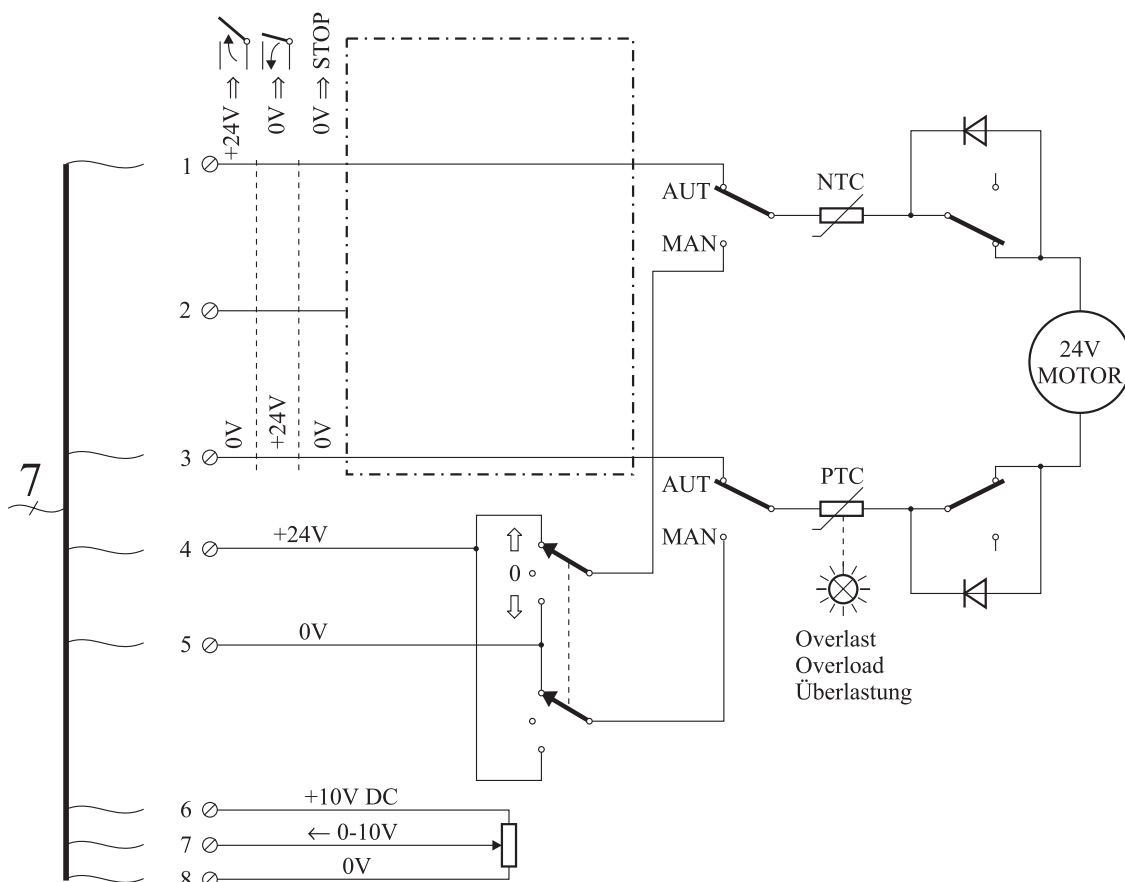 +24V ⇒
0V ⇒
0V ⇒ STOP
1
2
0V
+24V
0V
3
7
AUT
MAN
NTC
24V
MOTOR
AUT
MAN
PTC
4
+24V
⇧
0
⇩
5
0V
Overlast
Overload
Überlastung
6
+10V DC
7
← 0-10V
8
0V